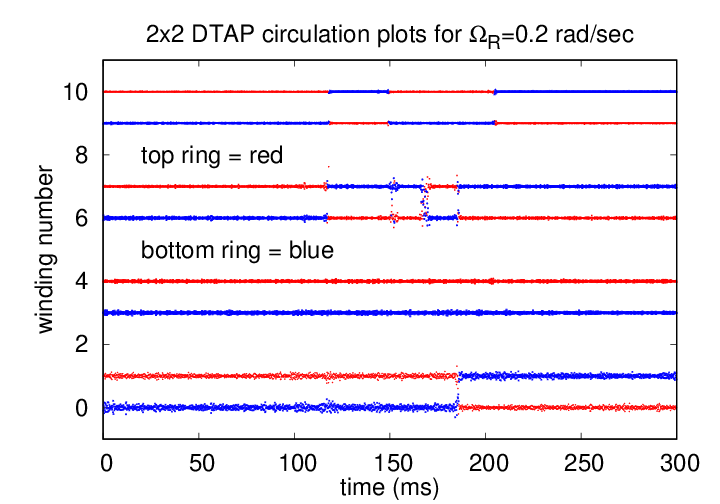 2x2 DTAP circulation plots for Ω_R=0.2 rad/sec
10
8
top ring = red
6
bottom ring = blue
4
2
0
winding number
0 50 100 150 200 250 300
time (ms)